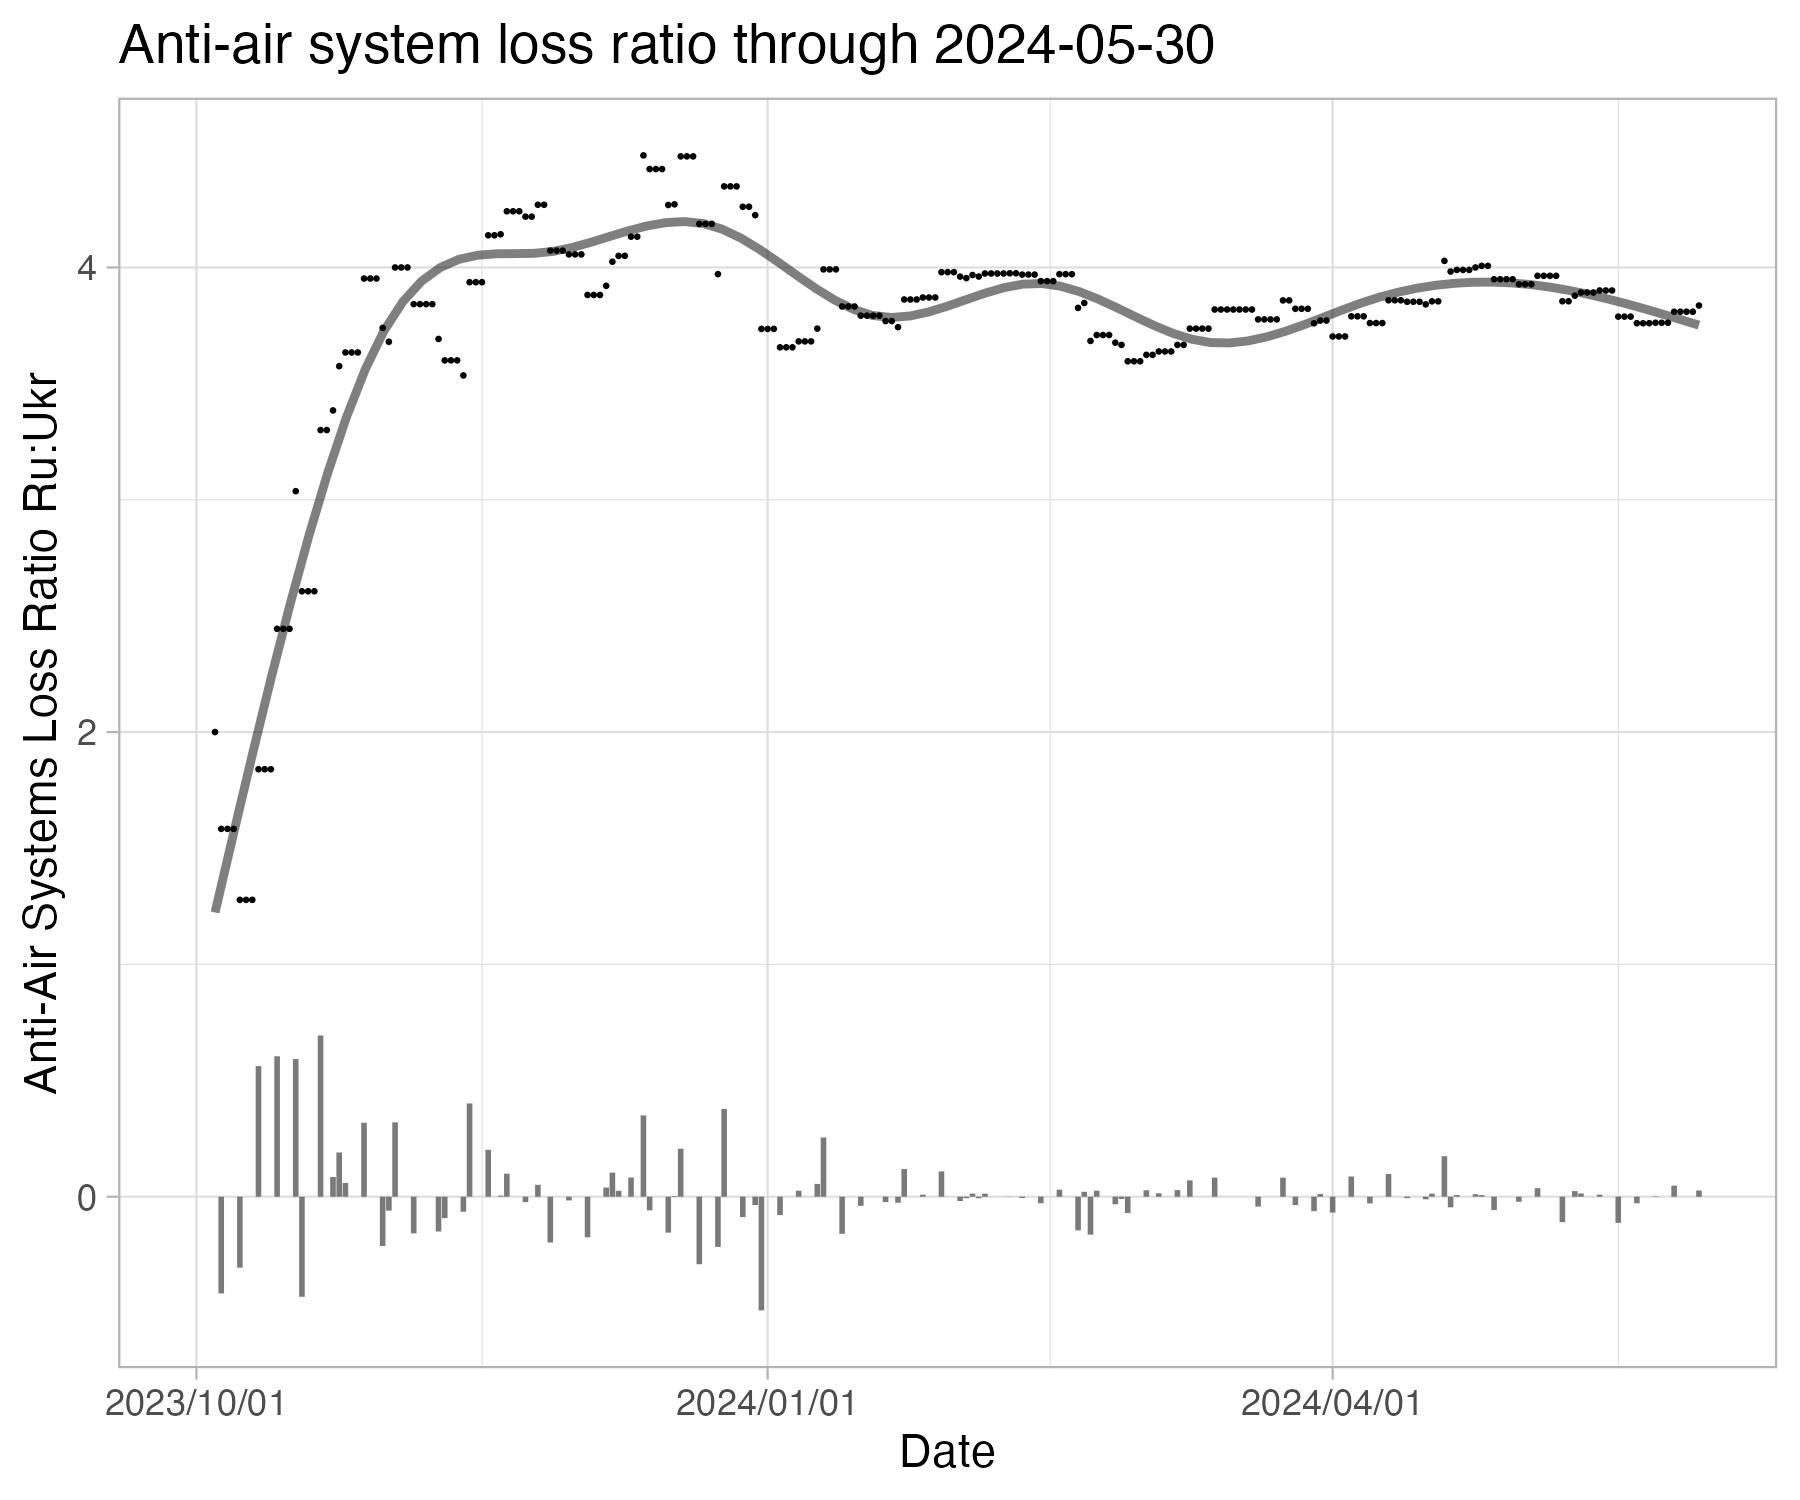 Anti-air system loss ratio through 2024-05-30
Anti-Air Systems Loss Ratio Ru:Ukr
4
2
0
2023/10/01
2024/01/01
2024/04/01
Date